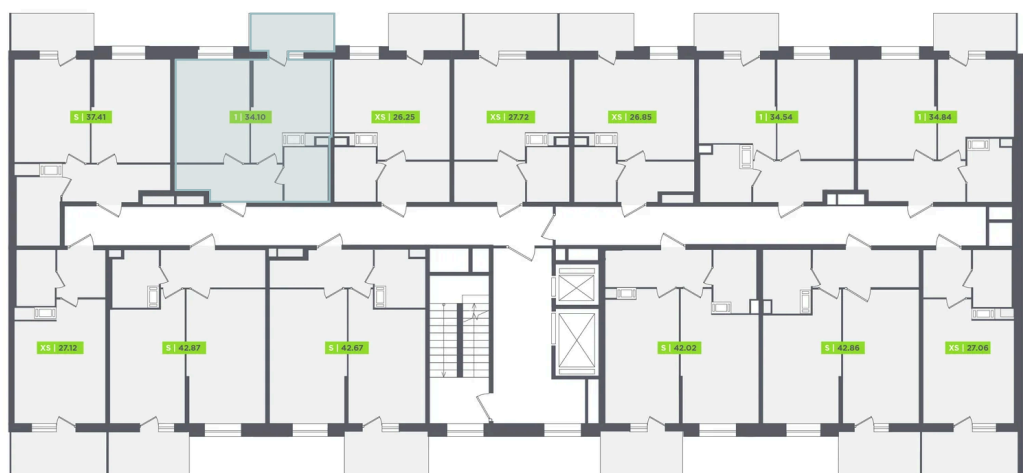 S | 37.41
1 | 34.10
XS | 26.25
XS | 27.72
XS | 26.85
1 | 34.54
1 | 34.84
XS | 27.12
S | 42.87
S | 42.67
S | 42.02
S | 42.86
XS | 27.06